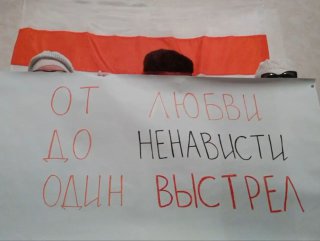 ОТ ЛЮБВИ
ДО НЕНАВИСТИ
ОДИН ВЫСТРЕЛ